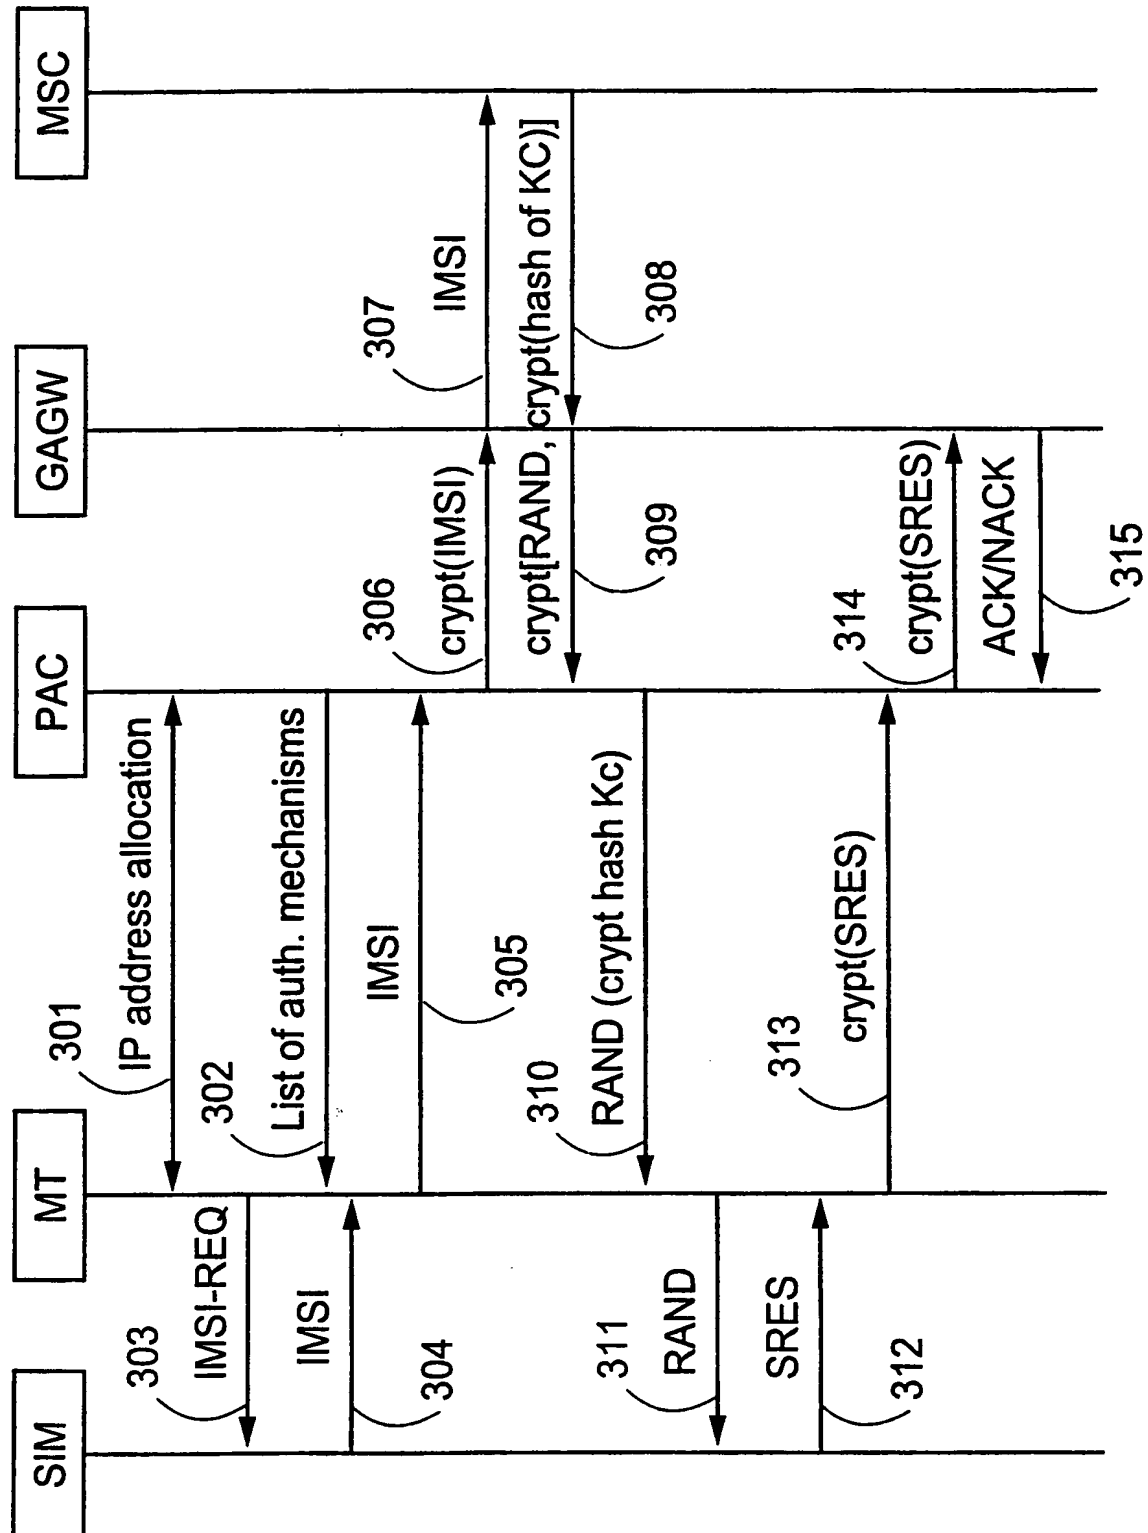 SIM
MT
PAC
GAGW
MSC
301
IP address allocation
303
IMSI-REQ
302
List of auth. mechanisms
IMSI
304
IMSI
305
306
crypt(IMSI)
307
IMSI
crypt[RAND, crypt(hash of KC)]
309
308
310
RAND (crypt hash Kc)
311
RAND
SRES
312
313
crypt(SRES)
314
crypt(SRES)
ACK/NACK
315